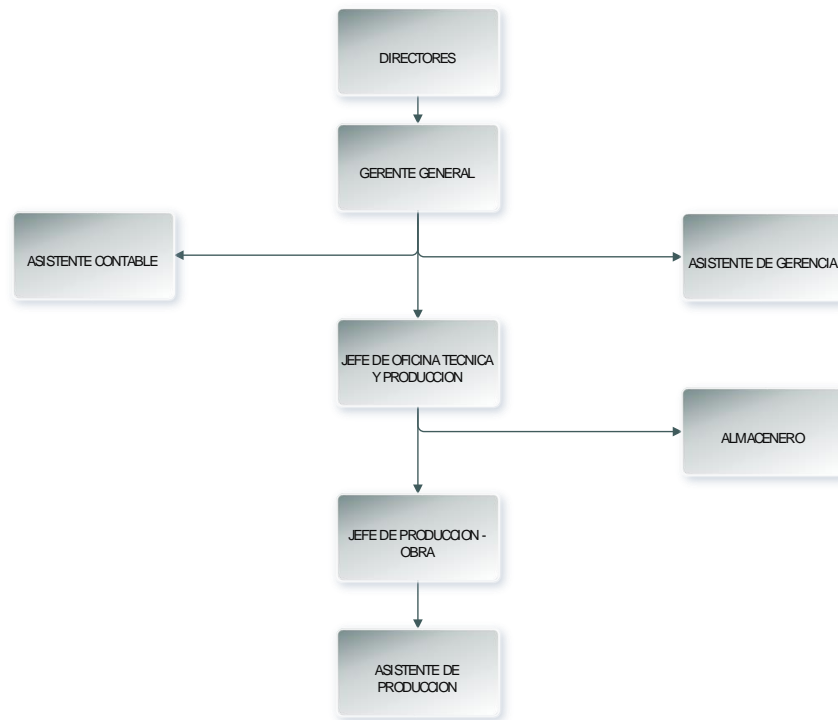 DIRECTORES
GERENTE GENERAL
ASISTENTE CONTABLE
ASISTENTE DE GERENCIA
JEFE DE OFICINA TECNICA
Y PRODUCCION
ALMACENERO
JEFE DE PRODUCCION -
OBRA
ASISTENTE DE
PRODUCCION